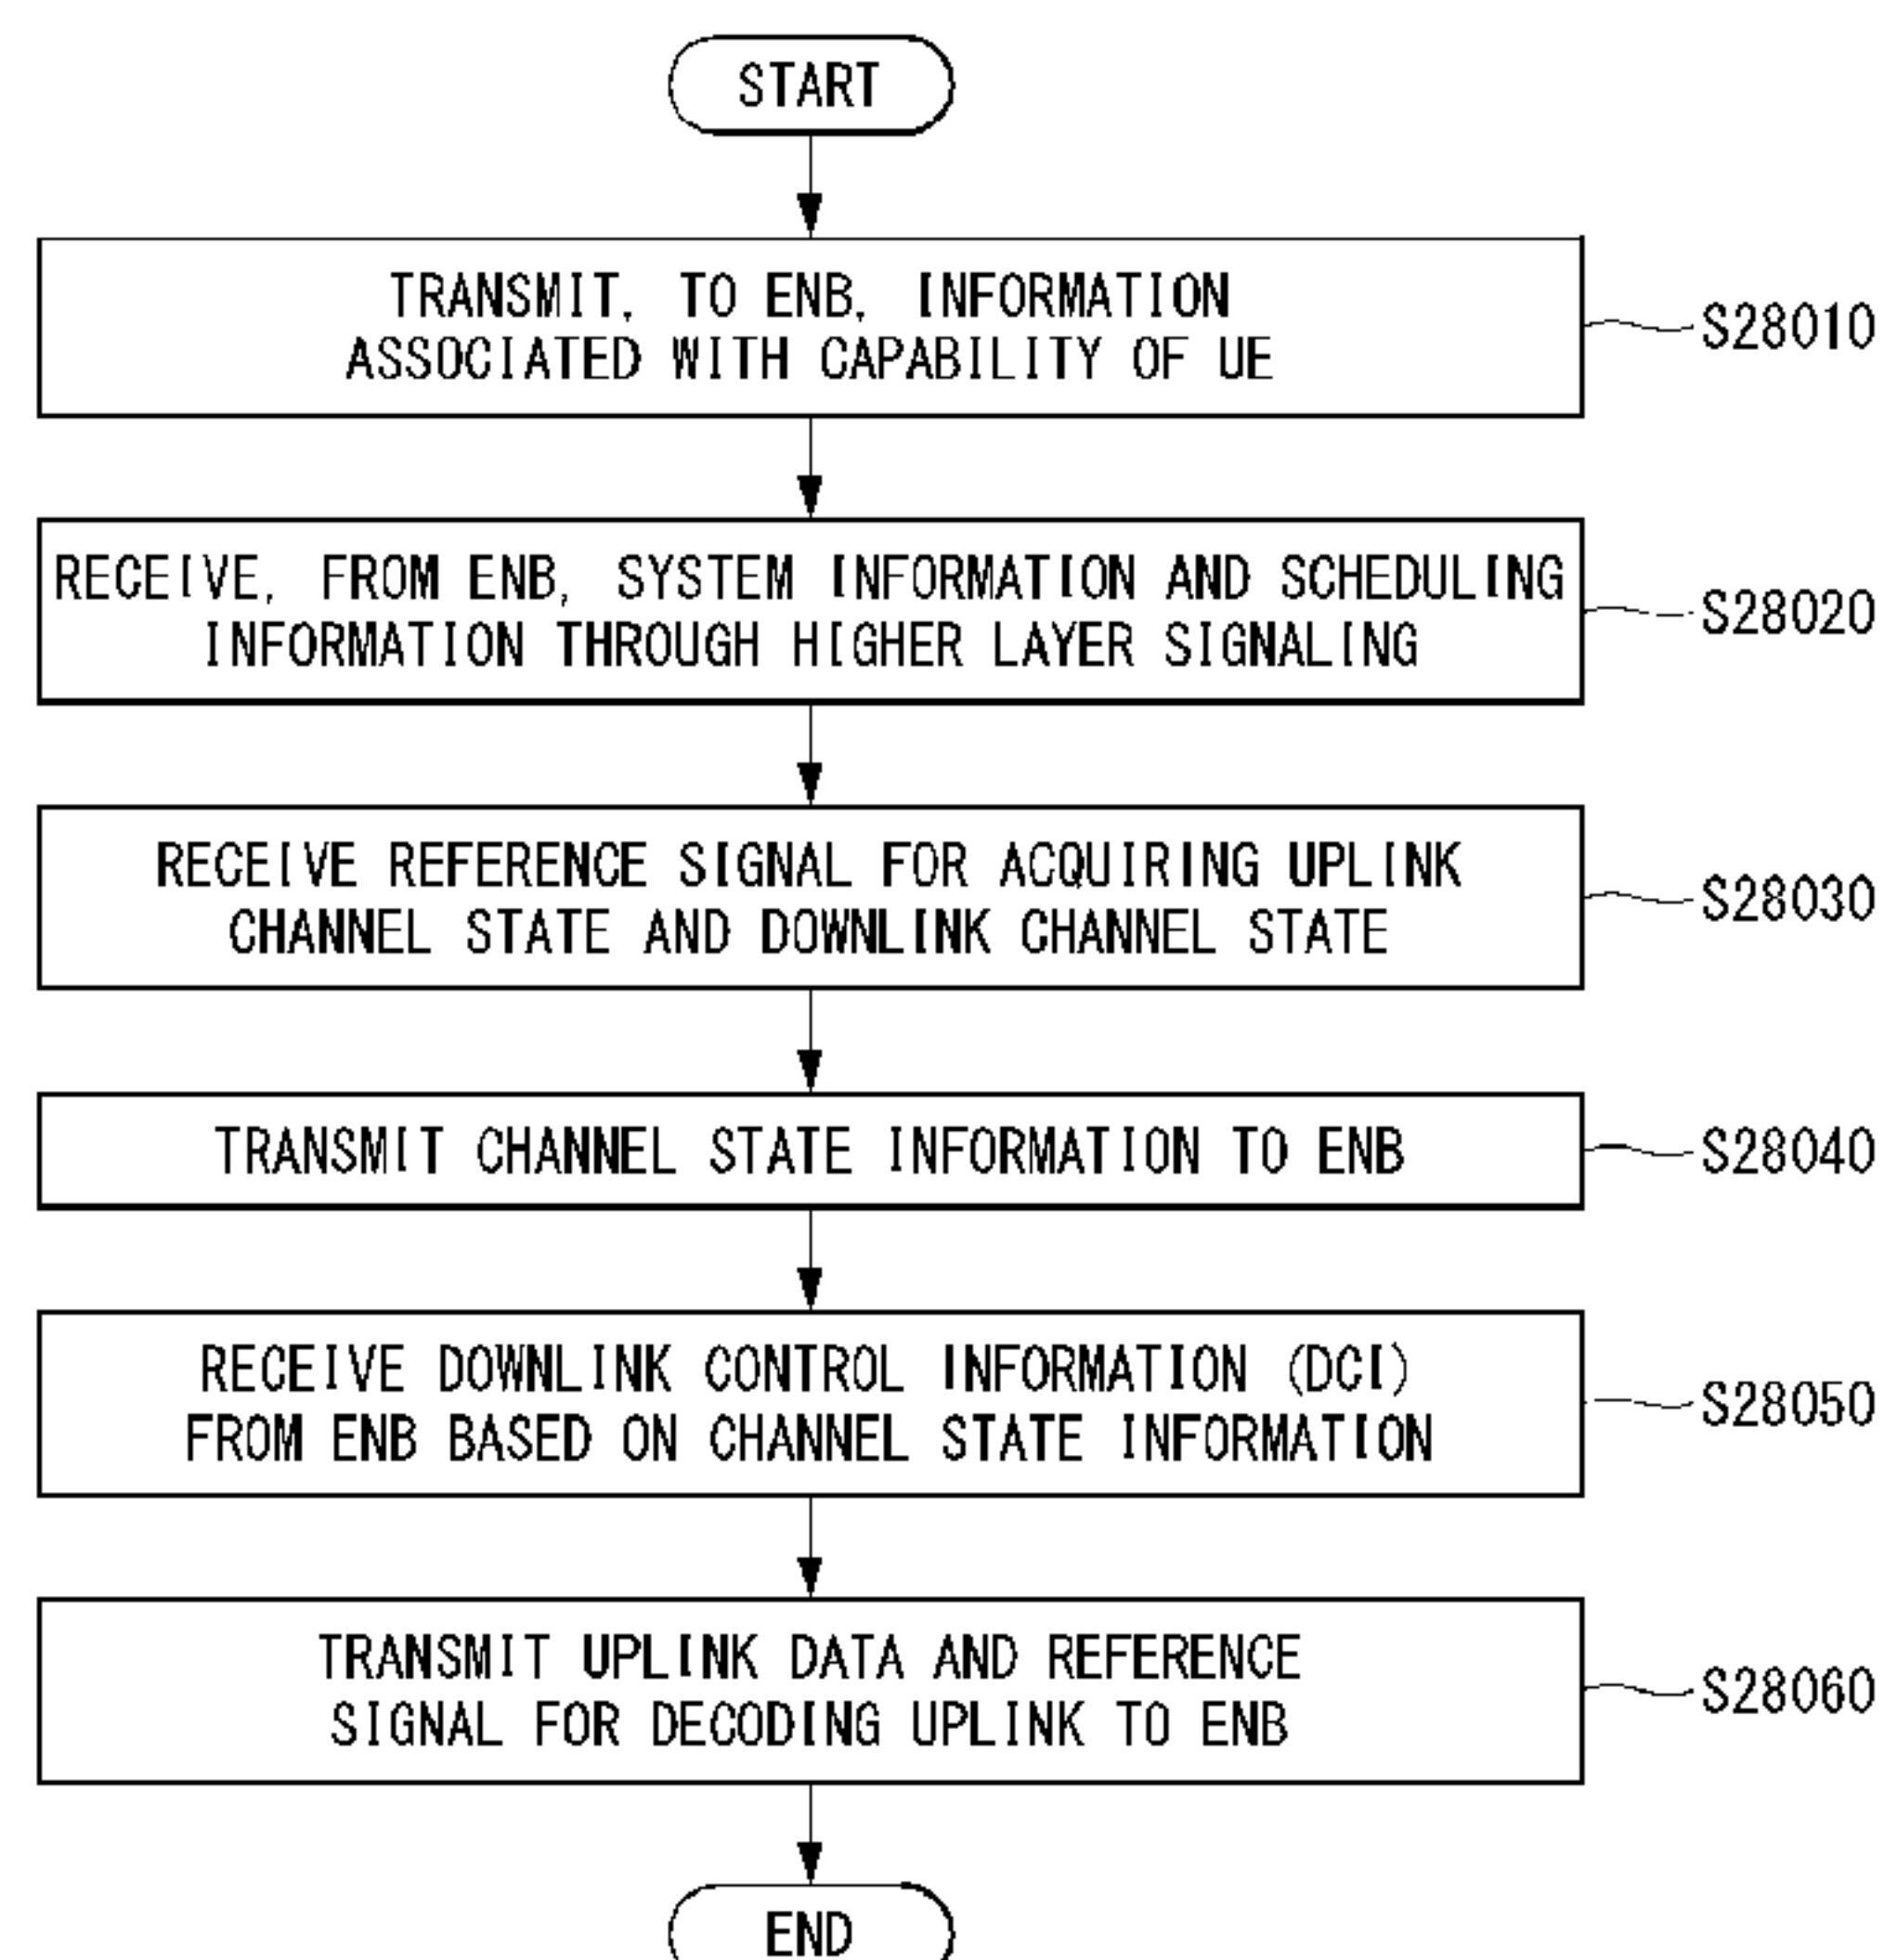 START
TRANSMIT, TO ENB, INFORMATION
ASSOCIATED WITH CAPABILITY OF UE
S28010
RECEIVE, FROM ENB, SYSTEM INFORMATION AND SCHEDULING
INFORMATION THROUGH HIGHER LAYER SIGNALING
S28020
RECEIVE REFERENCE SIGNAL FOR ACQUIRING UPLINK
CHANNEL STATE AND DOWNLINK CHANNEL STATE
S28030
TRANSMIT CHANNEL STATE INFORMATION TO ENB
S28040
RECEIVE DOWNLINK CONTROL INFORMATION (DCI)
FROM ENB BASED ON CHANNEL STATE INFORMATION
S28050
TRANSMIT UPLINK DATA AND REFERENCE
SIGNAL FOR DECODING UPLINK TO ENB
S28060
END